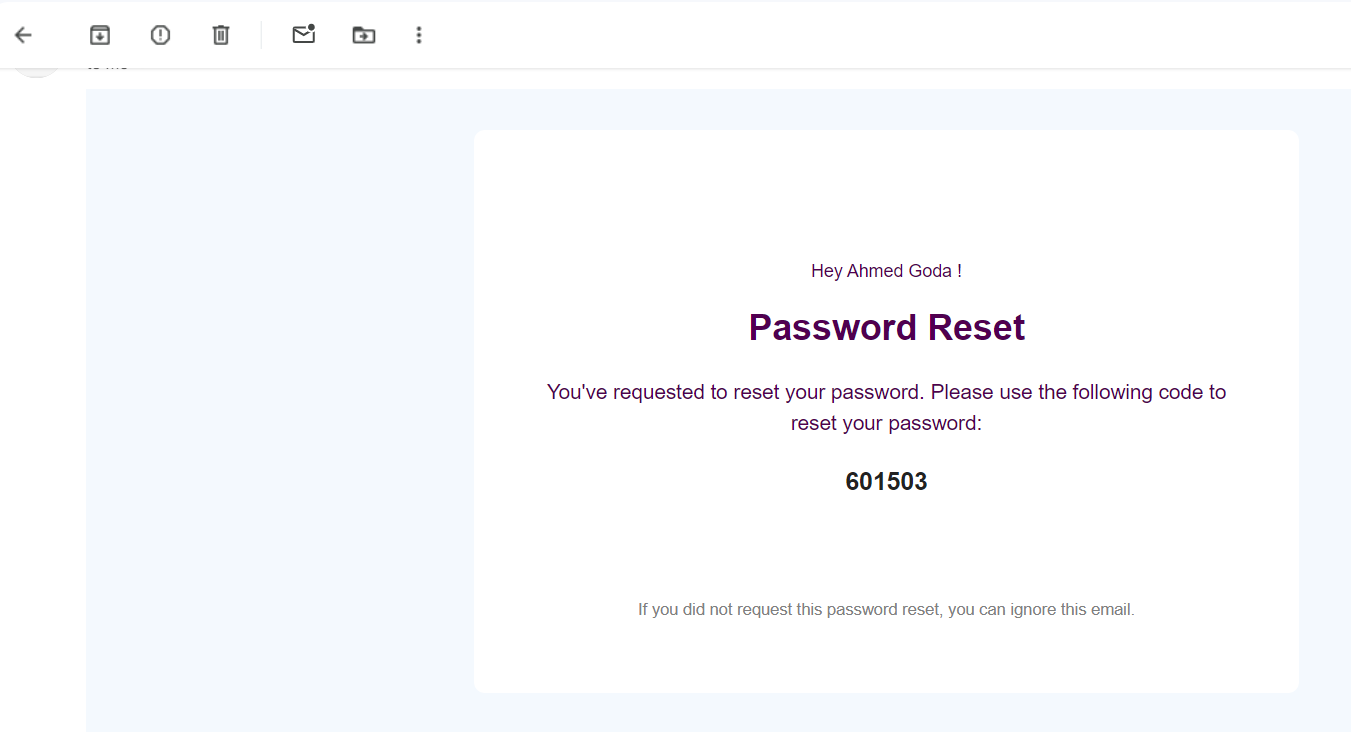 Hey Ahmed Goda !
Password Reset
You've requested to reset your password. Please use the following code to
reset your password:
601503
If you did not request this password reset, you can ignore this email.